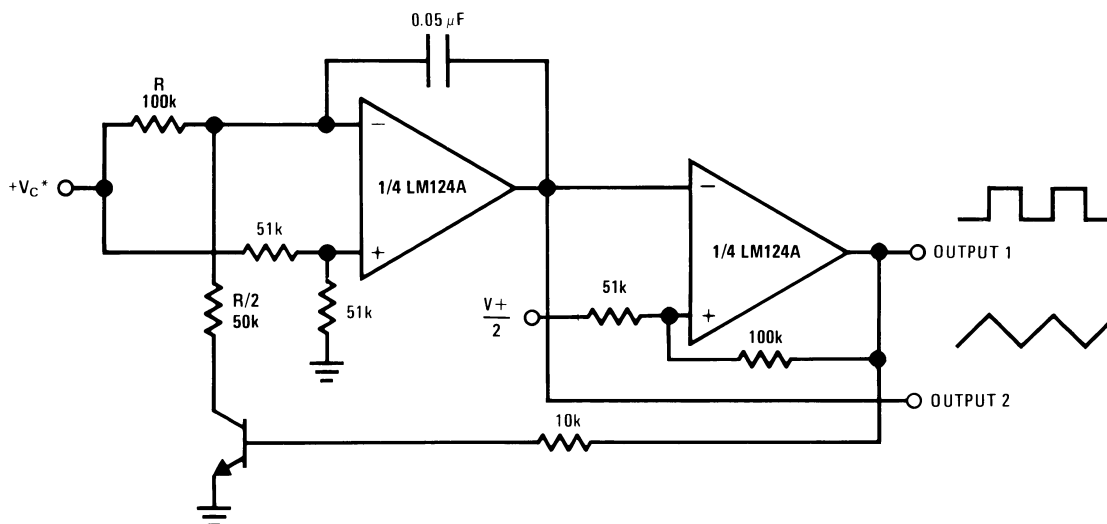 0.05 μF
R
100k
+VC*
1/4 LM124A
51k
51k
R/2
50k
1/4 LM124A
OUTPUT 1
V+
2
51k
100k
OUTPUT 2
10k